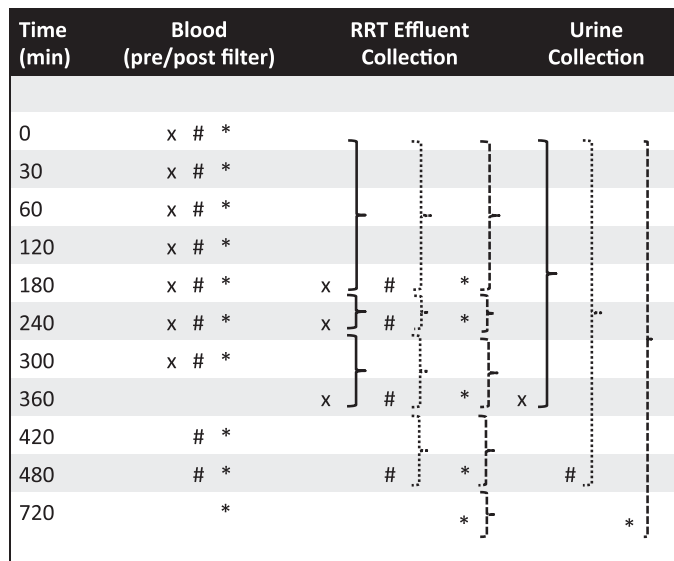 Time (min) Blood (pre/post filter) RRT Effluent Collection Urine Collection
0 x # *
30 x # *
60 x # *
120 x # *
180 x # * x # *
240 x # * x # *
300 x # *
360 x # * x
420 # *
480 # * # * #
720 * * *